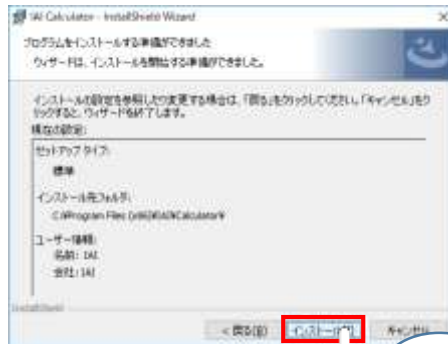 IAI Calculator - InstallShield Wizard
プログラムをインストールする準備ができました
ウィザードは、インストールを開始する準備ができました。
インストールの設定を参照したり変更する場合は、「戻る」をクリックしてください。「キャンセル」をク
リックすると、ウィザードを終了します。
現在の設定:
セットアップ タイプ:
標準
インストール先フォルダ:
C:¥Program Files (x86)¥IAI¥Calculator¥
ユーザー情報:
名前: IAI
会社: IAI
InstallShield
< 戻る(B)
インストール(I)
キャンセル